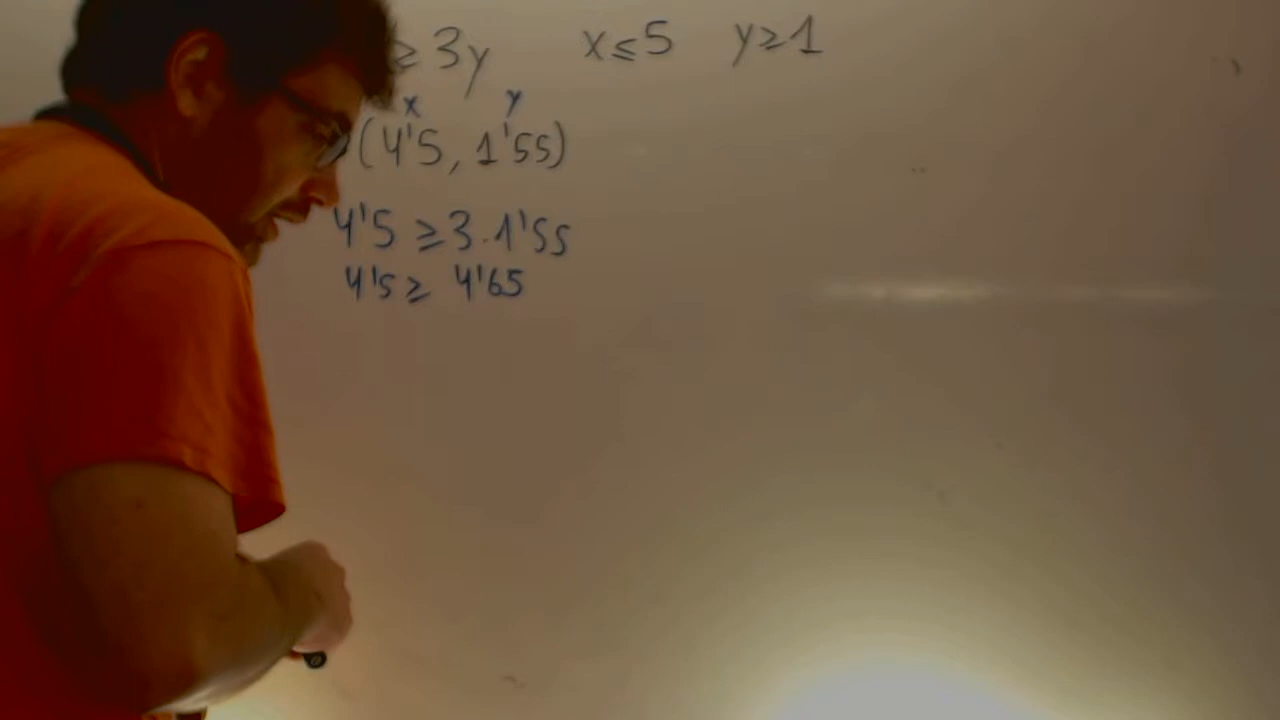 ≥ 3y x≤5 y≥1
x y
(4'5, 1'55)
4'5 ≥ 3·1'55
4'5 ≥ 4'65